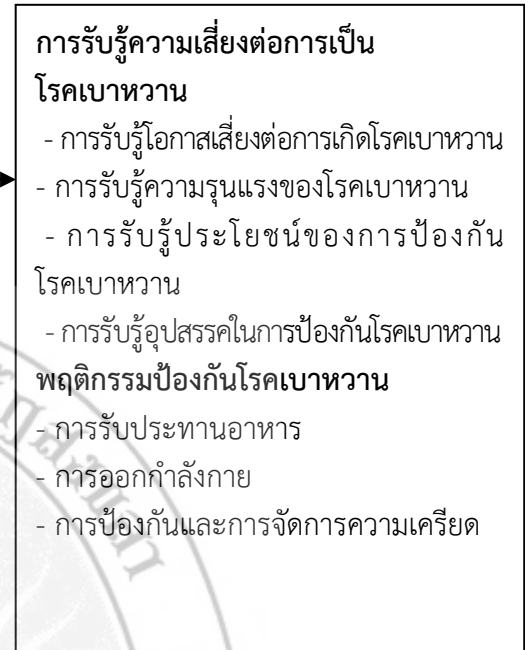 การรับรู้ความเสี่ยงต่อการเป็น
โรคเบาหวาน
- การรับรู้โอกาสเสี่ยงต่อการเกิดโรคเบาหวาน
- การรับรู้ความรุนแรงของโรคเบาหวาน
- การรับรู้ประโยชน์ของการป้องกัน
โรคเบาหวาน
- การรับรู้อุปสรรคในการป้องกันโรคเบาหวาน
พฤติกรรมป้องกันโรคเบาหวาน
- การรับประทานอาหาร
- การออกกำลังกาย
- การป้องกันและการจัดการความเครียด